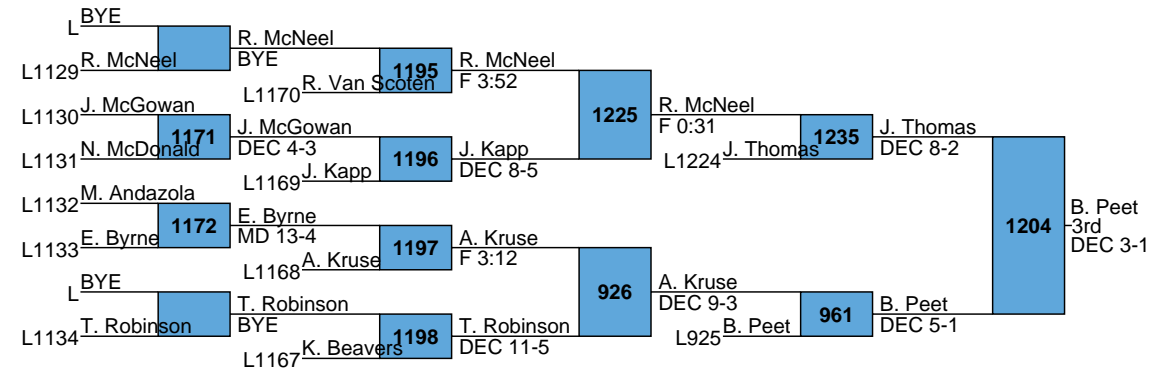 BYE
L
R. McNeel
L1129
R. McNeel
BYE
1195
R. Van Scoten
L1170
R. McNeel
F 3:52
J. McGowan
L1130
1171
N. McDonald
L1131
J. McGowan
DEC 4-3
1196
J. Kapp
L1169
J. Kapp
DEC 8-5
1225
R. McNeel
F 0:31
1235
J. Thomas
L1224
J. Thomas
DEC 8-2
M. Andazola
L1132
1172
E. Byrne
L1133
E. Byrne
MD 13-4
1197
A. Kruse
L1168
A. Kruse
F 3:12
BYE
L
T. Robinson
L1134
T. Robinson
BYE
1198
K. Beavers
L1167
T. Robinson
DEC 11-5
926
A. Kruse
DEC 9-3
961
B. Peet
L925
B. Peet
DEC 5-1
1204
B. Peet
3rd
DEC 3-1